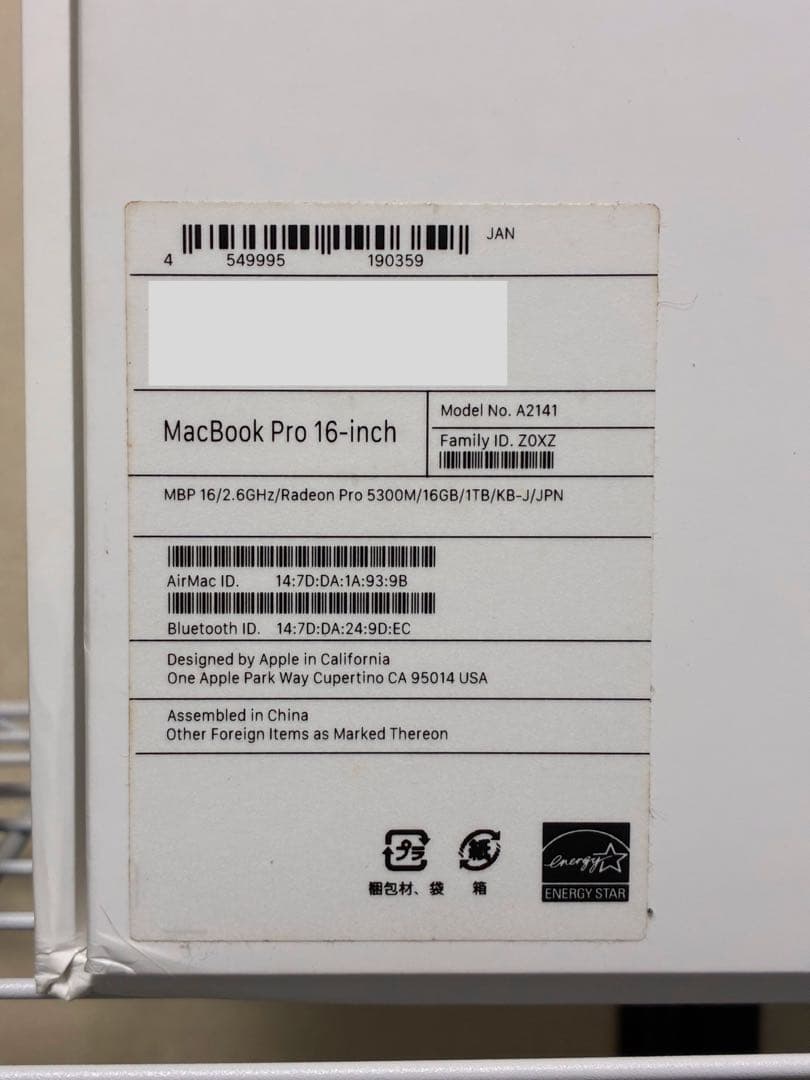 JAN
4 549995 190359
MacBook Pro 16-inch
Model No. A2141
Family ID. Z0XZ
MBP 16/2.6GHz/Radeon Pro 5300M/16GB/1TB/KB-J/JPN
AirMac ID. 14:7D:DA:1A:93:9B
Bluetooth ID. 14:7D:DA:24:9D:EC
Designed by Apple in California
One Apple Park Way Cupertino CA 95014 USA
Assembled in China
Other Foreign Items as Marked Thereon
プラ
紙
energy
梱包材、袋
箱
ENERGY STAR